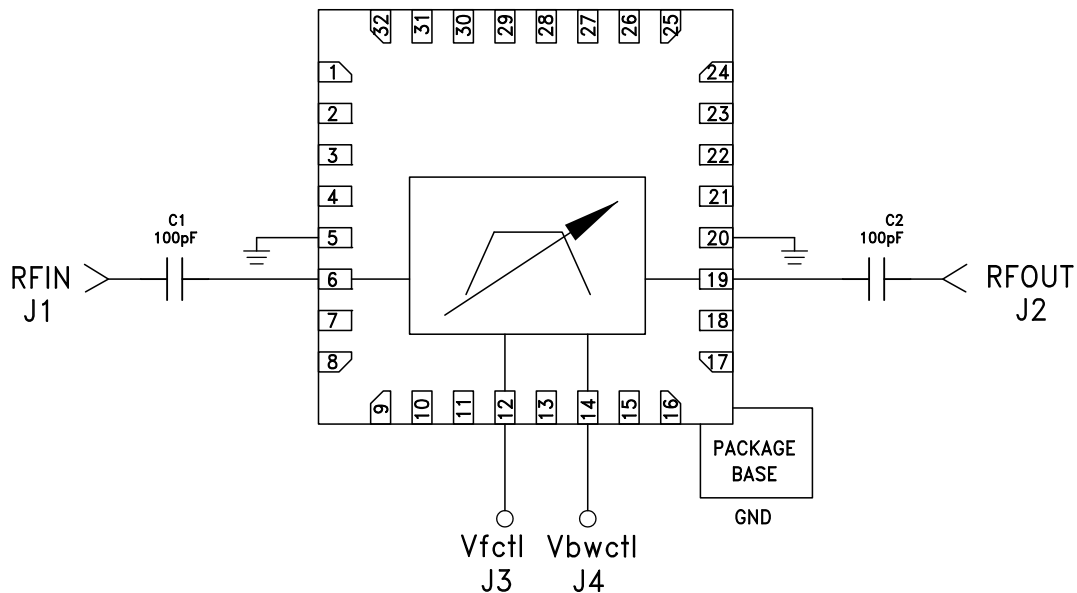 32 31 30 29 28 27 26 25
1 24
2 23
3 22
4 21
5 20
6 19
7 18
8 17
9 10 11 12 13 14 15 16
C1
100pF
C2
100pF
RFIN
J1
RFOUT
J2
PACKAGE
BASE
GND
Vfctl Vbwctl
J3 J4